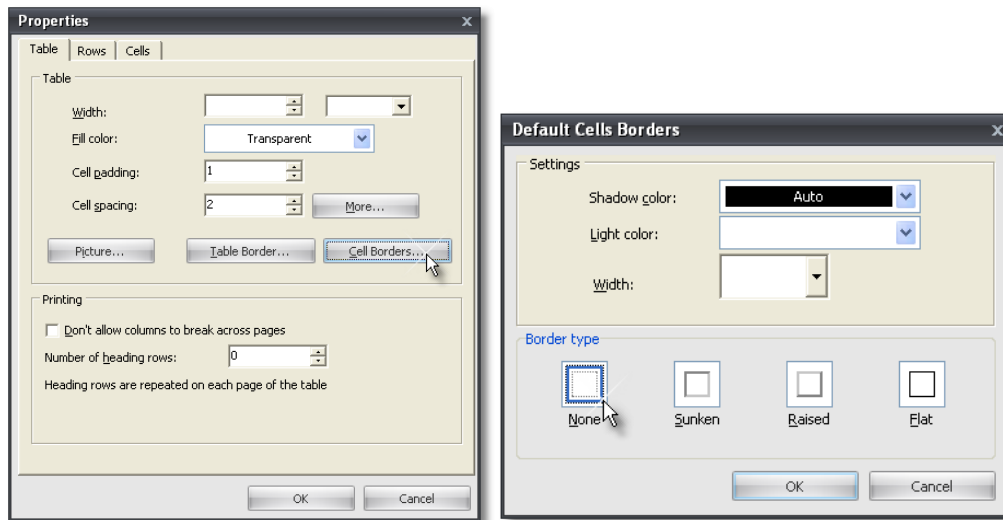 Properties x
Table Rows Cells
Table
Width:
Fill color: Transparent
Cell padding: 1
Cell spacing: 2 More...
Picture... Table Border... Cell Borders...
Printing
Don't allow columns to break across pages
Number of heading rows: 0
Heading rows are repeated on each page of the table
OK Cancel
Default Cells Borders x
Settings
Shadow color: Auto
Light color:
Width:
Border type
None Sunken Raised Flat
OK Cancel